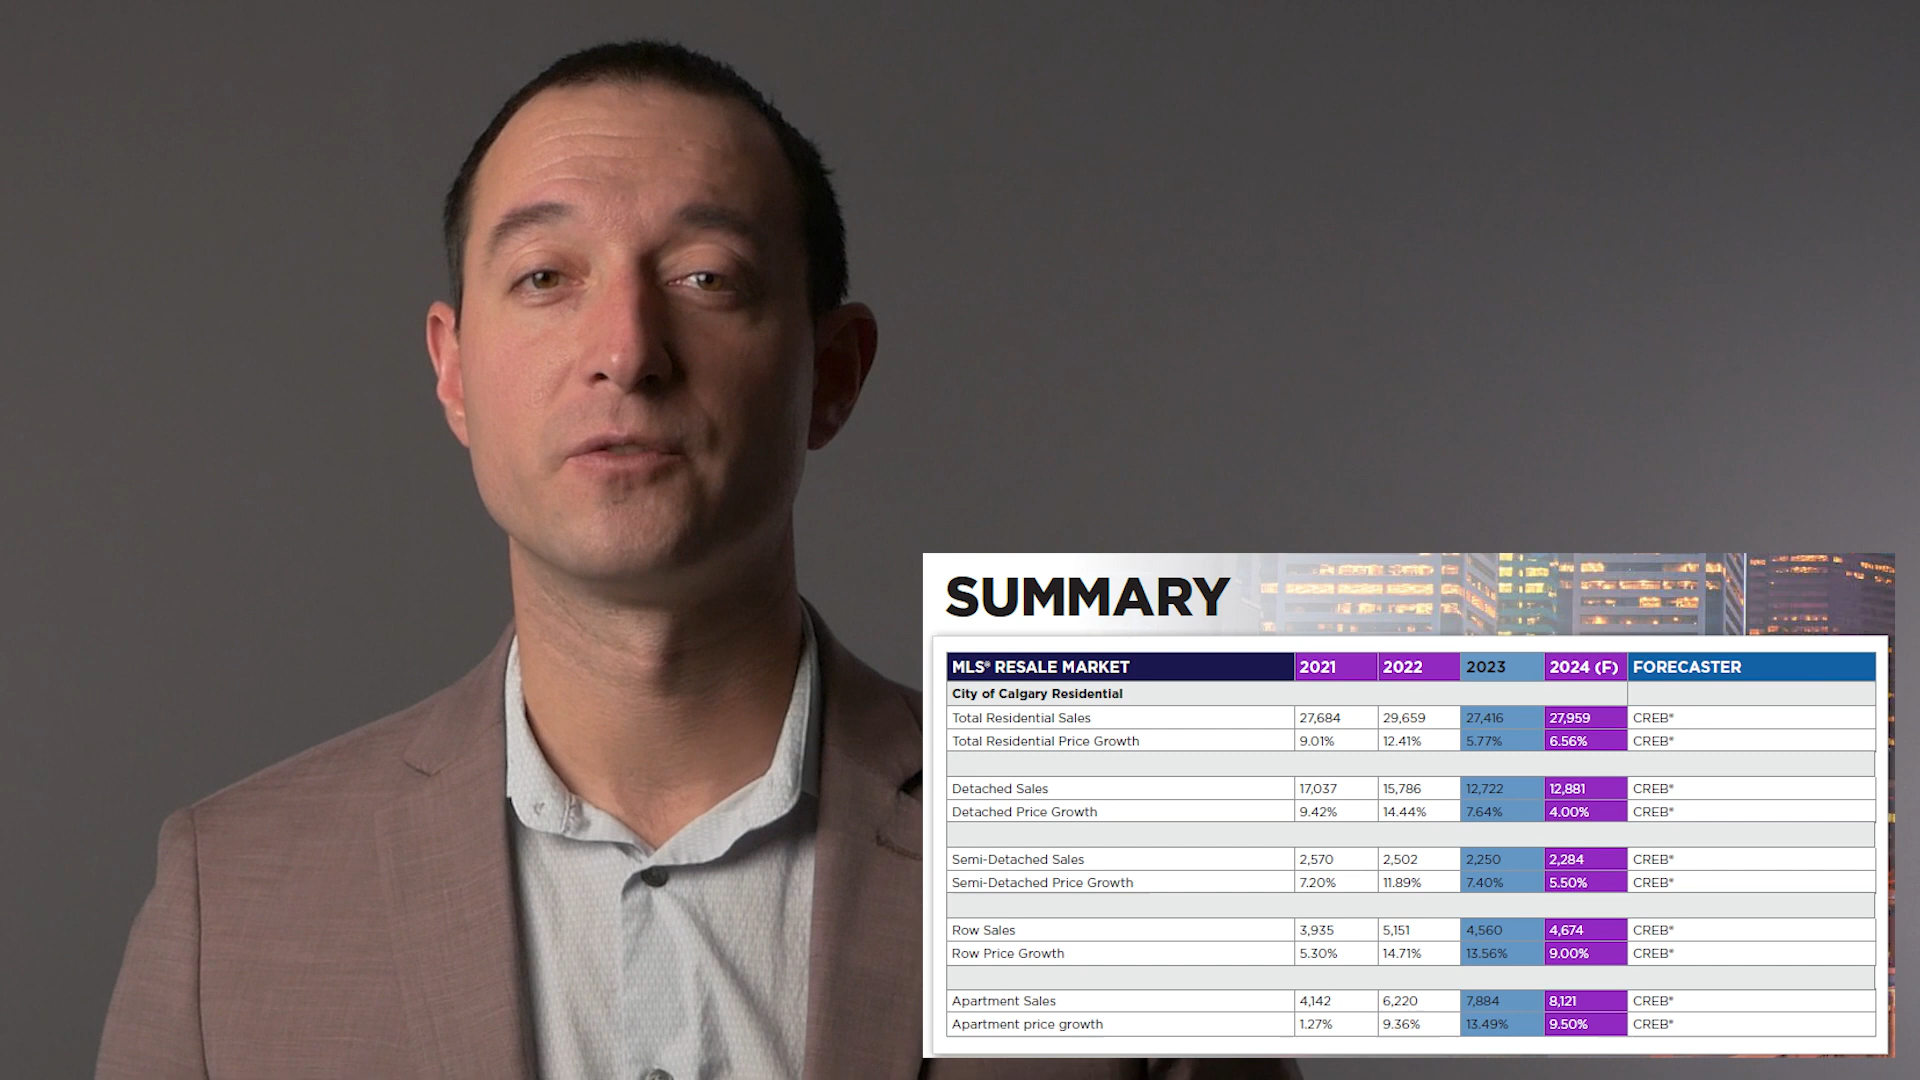 SUMMARY
MLS® RESALE MARKET 2021 2022 2023 2024 (F) FORECASTER
City of Calgary Residential
Total Residential Sales 27,684 29,659 27,416 27,959 CREB®
Total Residential Price Growth 9.01% 12.41% 5.77% 6.56% CREB®
Detached Sales 17,037 15,786 12,722 12,881 CREB®
Detached Price Growth 9.42% 14.44% 7.64% 4.00% CREB®
Semi-Detached Sales 2,570 2,502 2,250 2,284 CREB®
Semi-Detached Price Growth 7.20% 11.89% 7.40% 5.50% CREB®
Row Sales 3,935 5,151 4,560 4,674 CREB®
Row Price Growth 5.30% 14.71% 13.56% 9.00% CREB®
Apartment Sales 4,142 6,220 7,884 8,121 CREB®
Apartment price growth 1.27% 9.36% 13.49% 9.50% CREB®